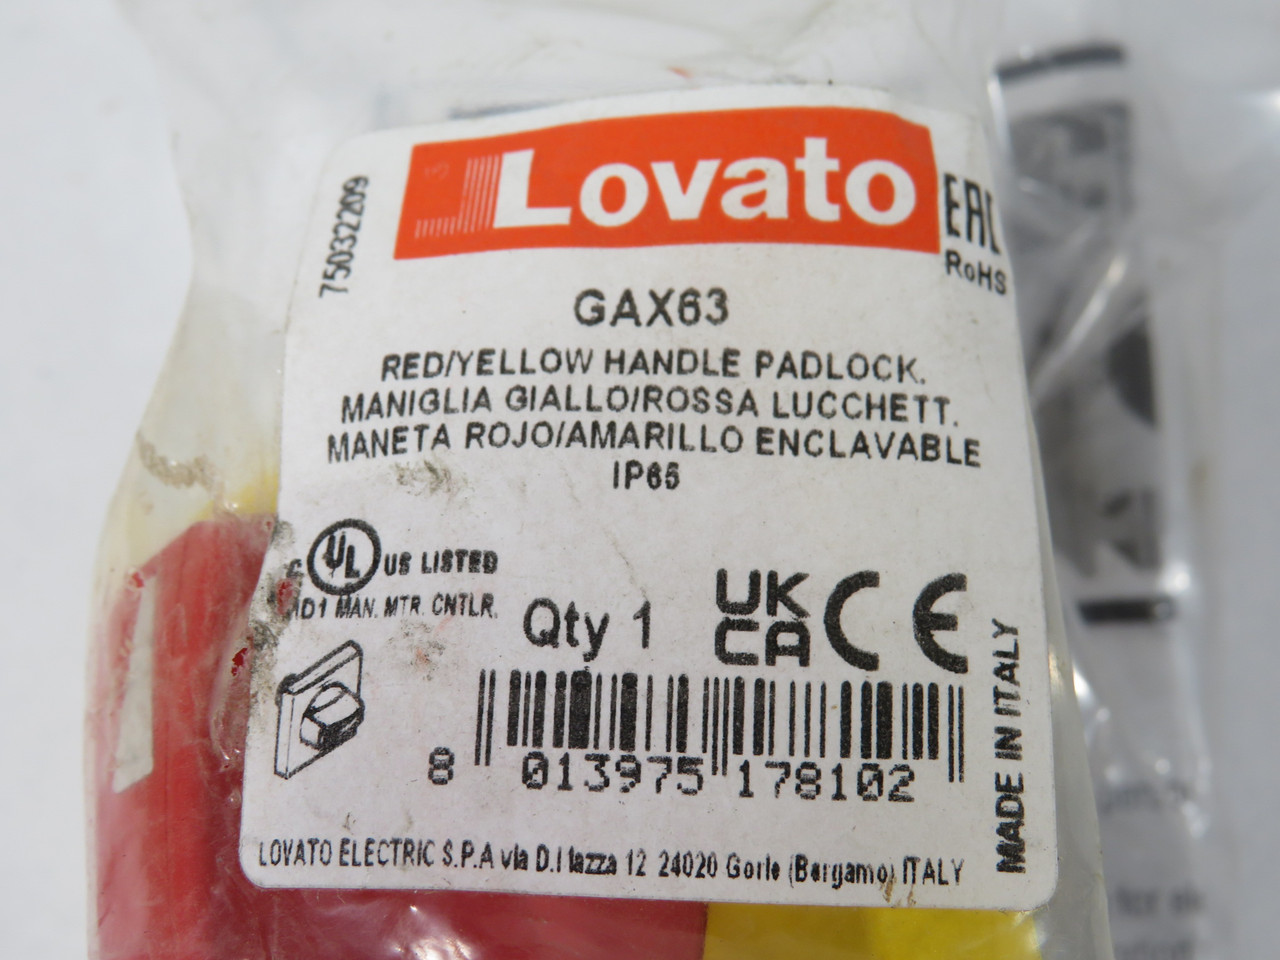 Lovato
EAC
RoHS
75032209
GAX63
RED/YELLOW HANDLE PADLOCK.
MANIGLIA GIALLO/ROSSA LUCCHETT.
MANETA ROJO/AMARILLO ENCLAVABLE
IP65
C UL US LISTED
MAN. MTR. CNTLR.
Qty 1
UK
CA
CE
MADE IN ITALY
8 013975 178102
LOVATO ELECTRIC S.P.A via 12 24020 Gorle (Bergamo) ITALY